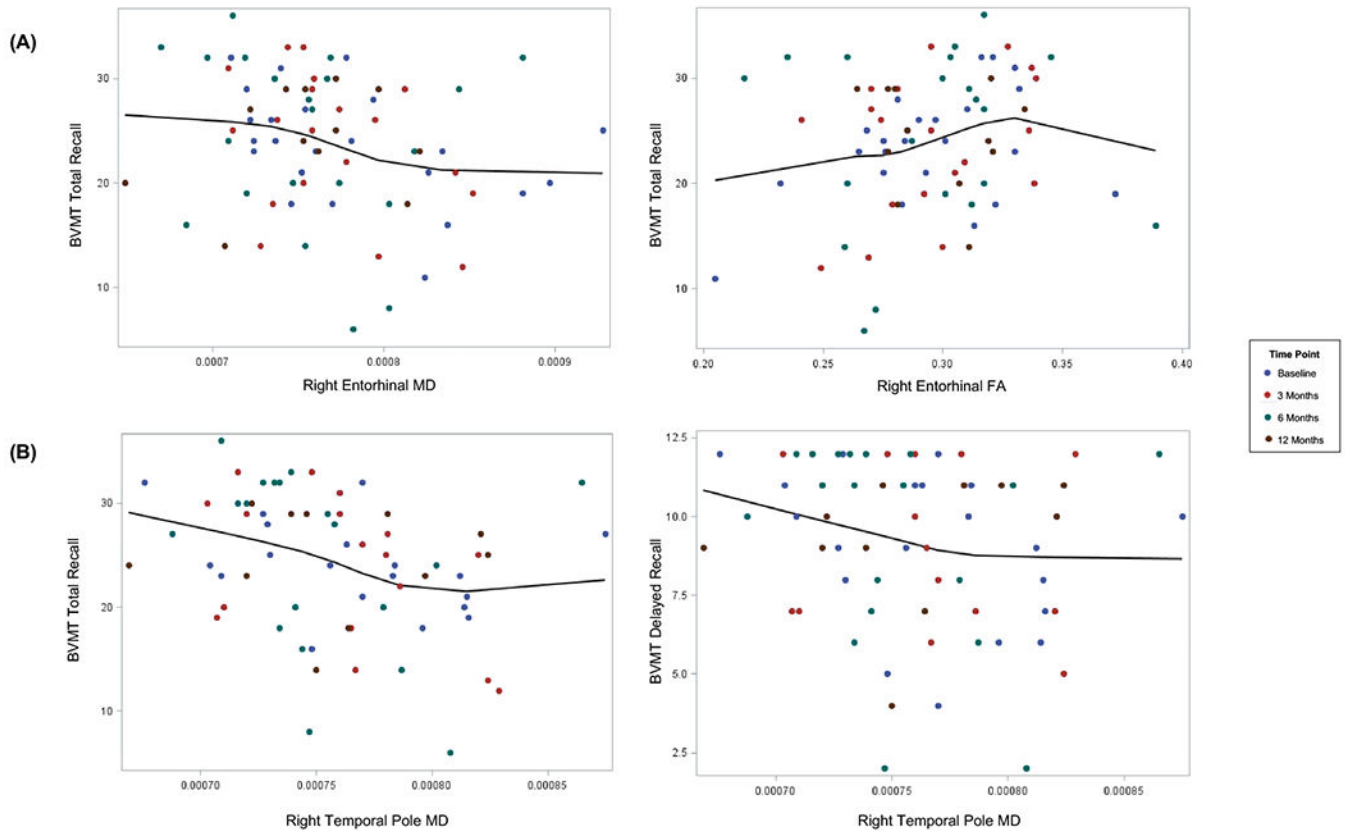 (A)
BVMT Total Recall
30
20
10
0.0007
0.0008
0.0009
Right Entorhinal MD
BVMT Total Recall
30
20
10
0.20
0.25
0.30
0.35
0.40
Right Entorhinal FA
Time Point
Baseline
3 Months
6 Months
12 Months
(B)
BVMT Total Recall
30
20
10
0.00070
0.00075
0.00080
0.00085
Right Temporal Pole MD
BVMT Delayed Recall
12.5
10.0
7.5
5.0
2.5
0.00070
0.00075
0.00080
0.00085
Right Temporal Pole MD